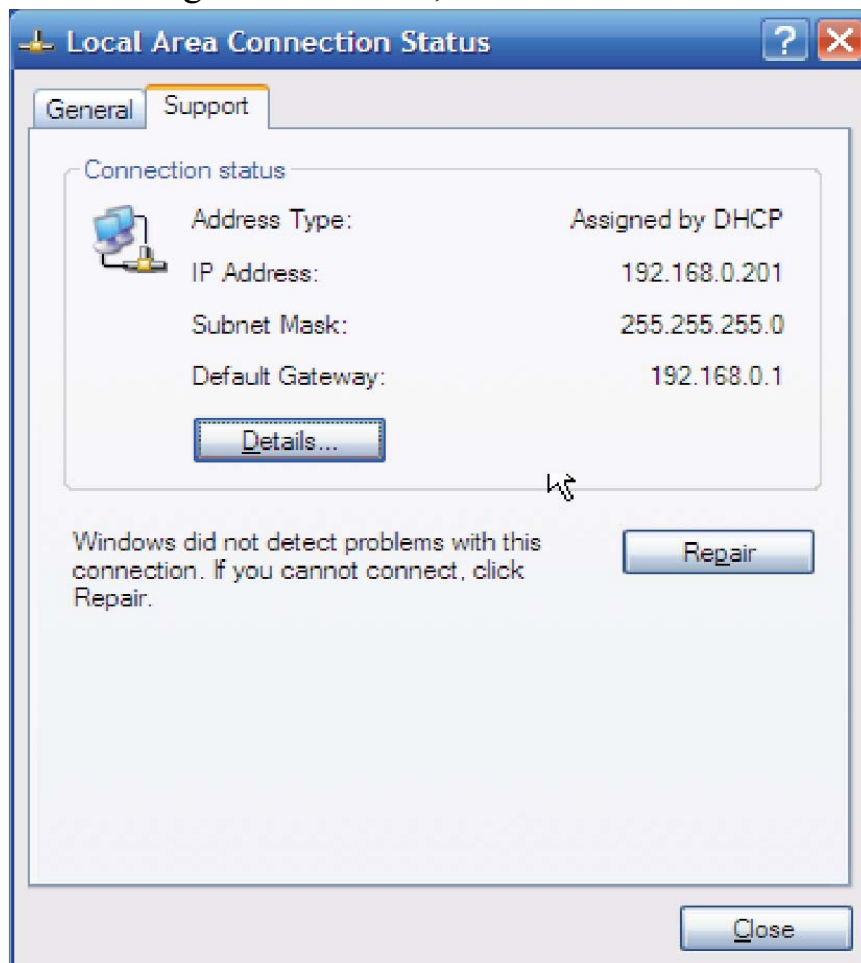 Local Area Connection Status
General Support
Connection status
Address Type: Assigned by DHCP
IP Address: 192.168.0.201
Subnet Mask: 255.255.255.0
Default Gateway: 192.168.0.1
Details...
Windows did not detect problems with this
connection. If you cannot connect, click
Repair.
Repair
Close